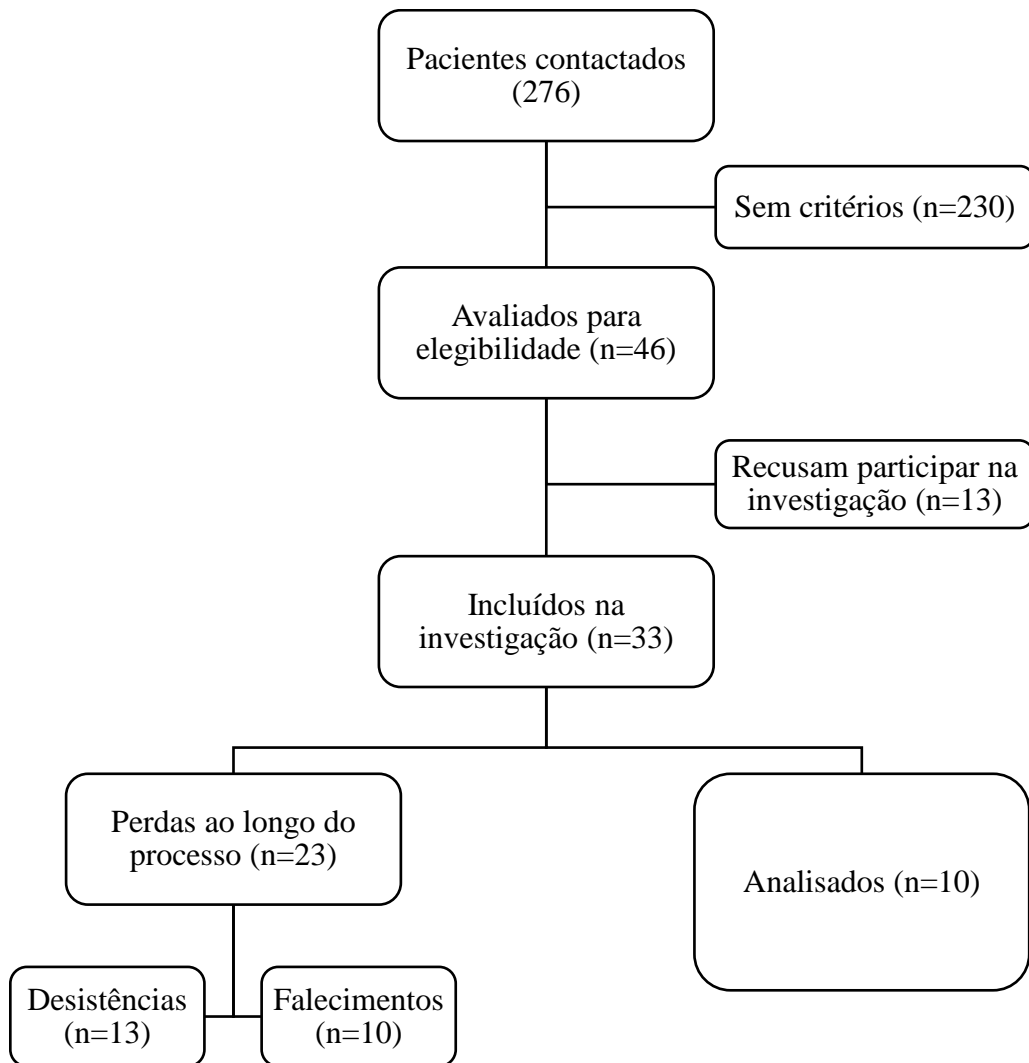 Pacientes contactados
(276)
Sem critérios (n=230)
Avaliados para
elegibilidade (n=46)
Recusam participar na
investigação (n=13)
Incluídos na
investigação (n=33)
Perdas ao longo do
processo (n=23)
Analisados (n=10)
Desistências
(n=13)
Falecimentos
(n=10)